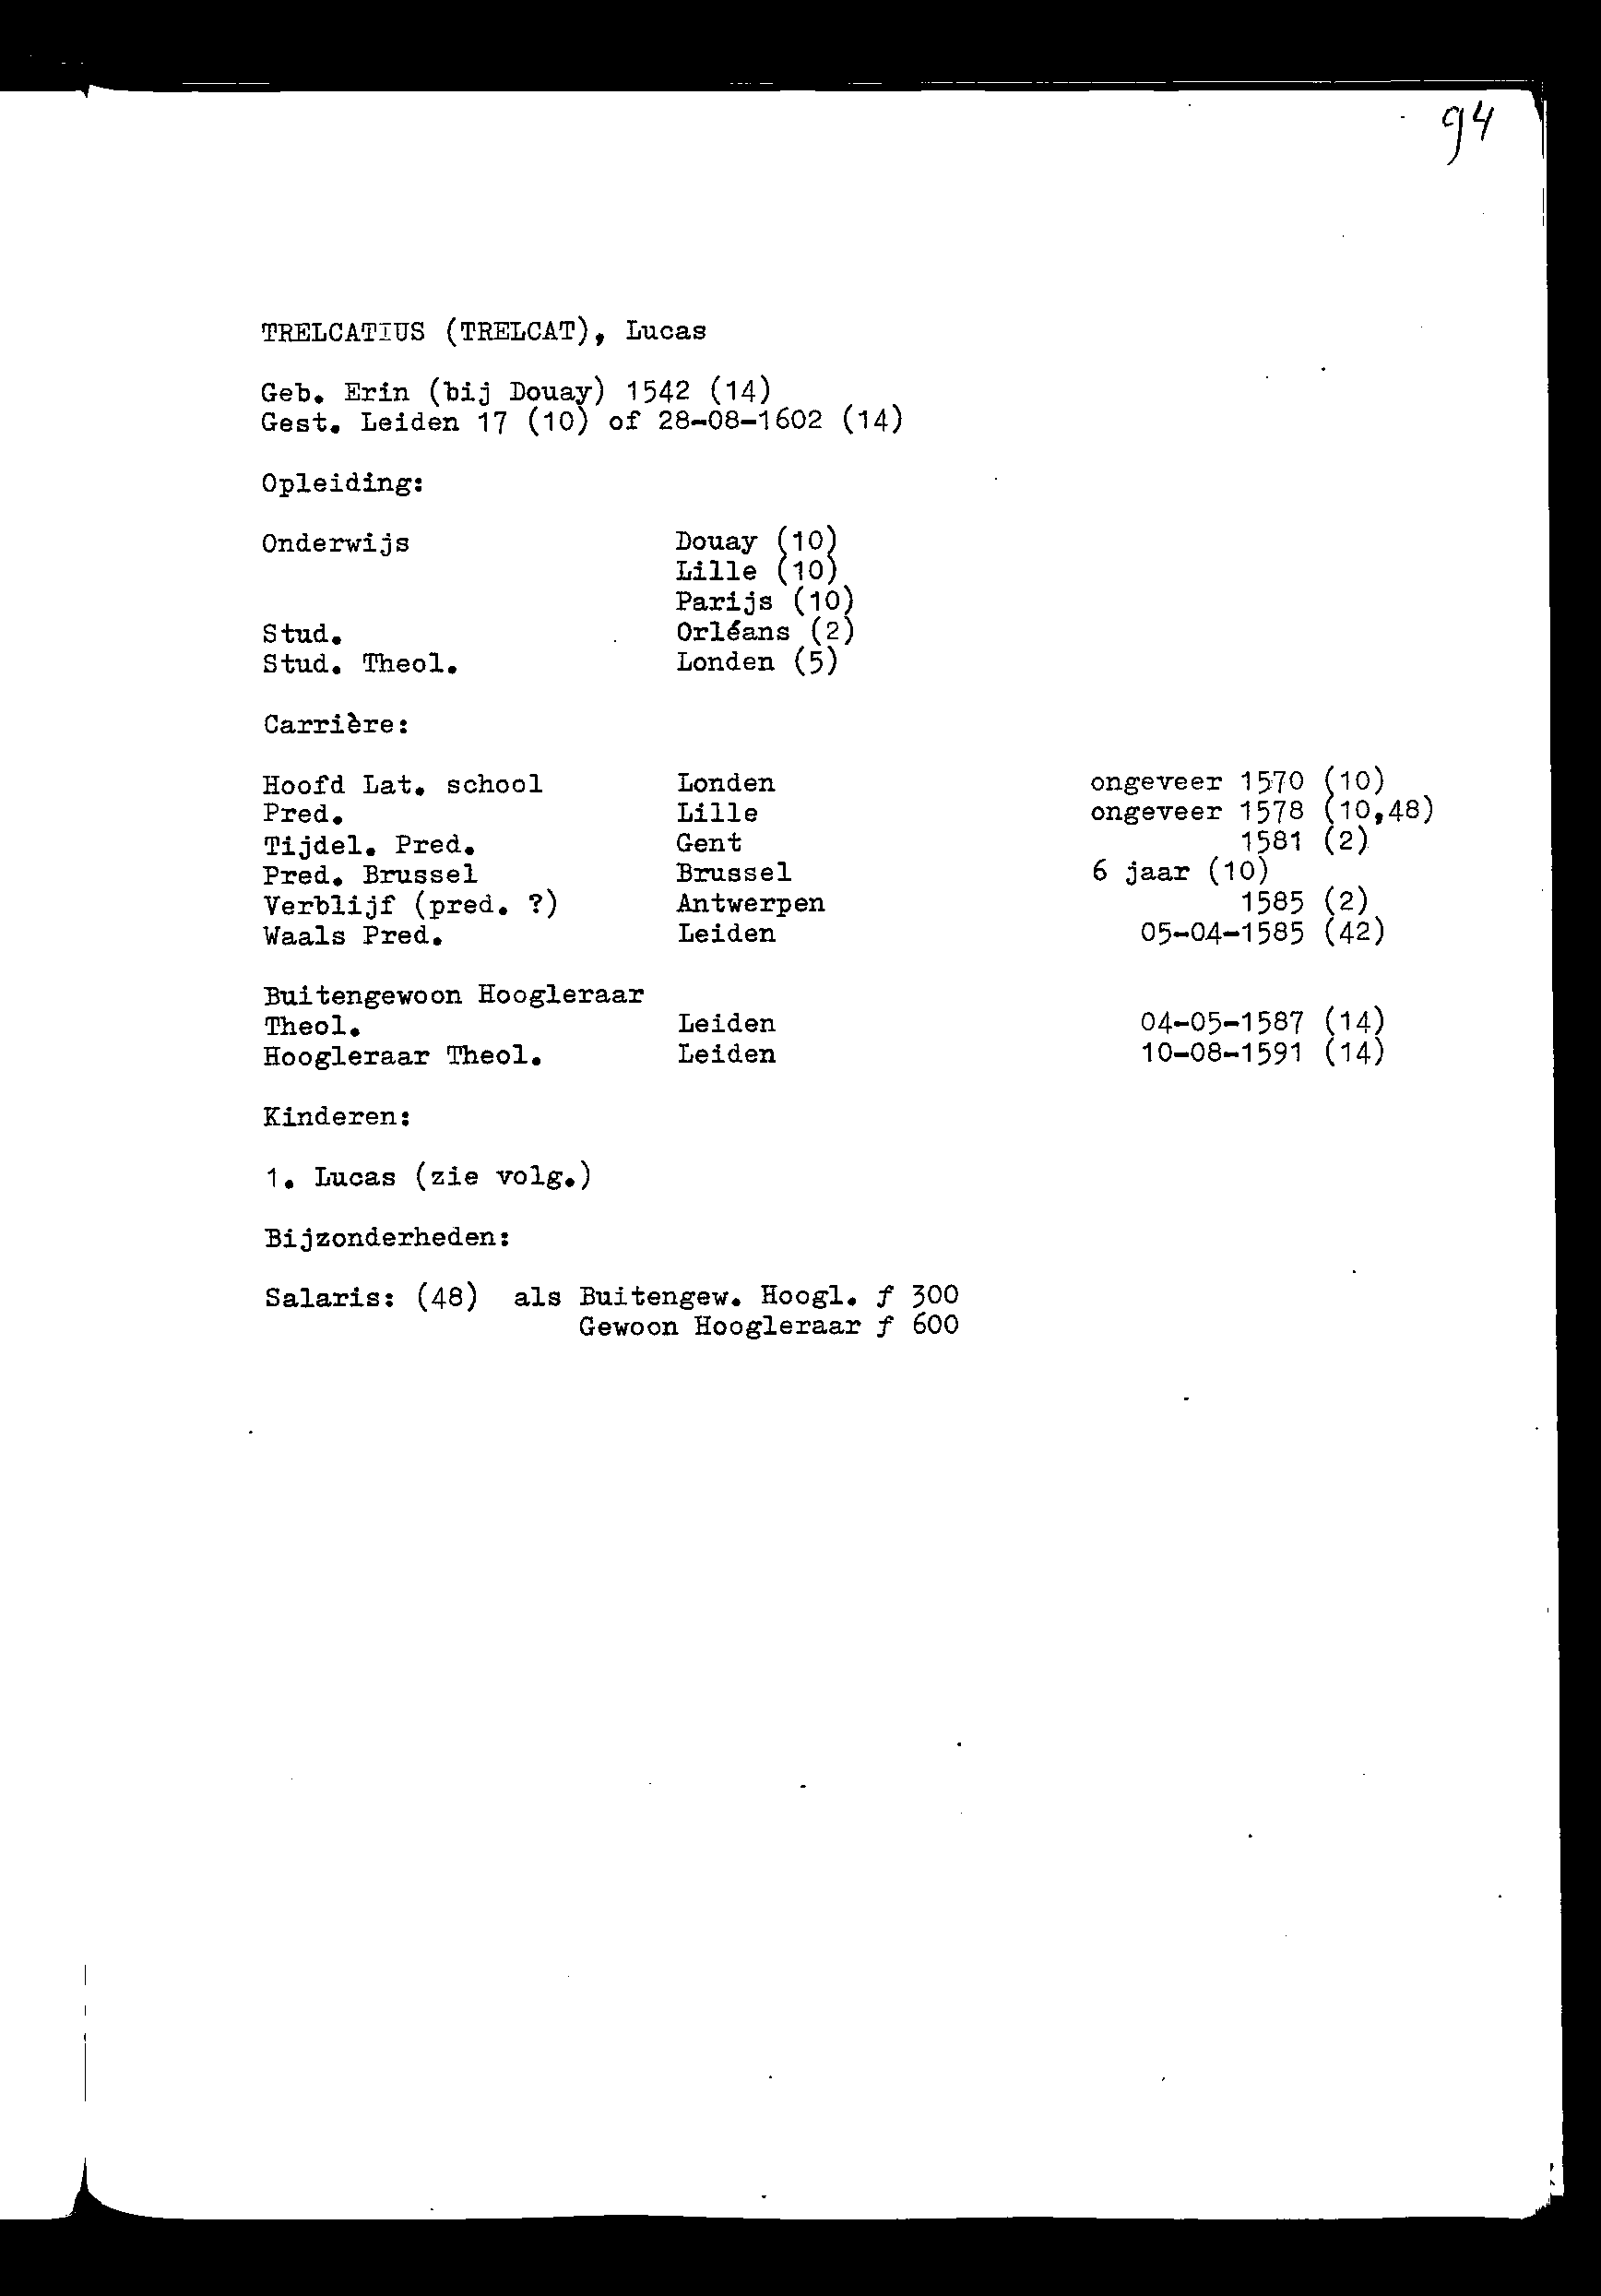 94
TRELCATIUS (TRELCAT), Lucas
Geb. Erin (bij Douay) 1542 (14)
Gest. Leiden 17 (10) of 28-08-1602 (14)
Opleiding:
Onderwijs Douay (10)
Lille (10)
Parijs (10)
Stud. Orléans (2)
Stud. Theol. Londen (5)
Carrière:
Hoofd Lat. school Londen ongeveer 1570 (10)
Pred. Lille ongeveer 1578 (10,48)
Tijdel. Pred. Gent 1581 (2)
Pred. Brussel Brussel 6 jaar (10)
Verblijf (pred. ?) Antwerpen 1585 (2)
Waals Pred. Leiden 05-04-1585 (42)
Buitengewoon Hoogleraar
Theol. Leiden 04-05-1587 (14)
Hoogleraar Theol. Leiden 10-08-1591 (14)
Kinderen:
1. Lucas (zie volg.)
Bijzonderheden:
Salaris: (48) als Buitengew. Hoogl. ƒ 300
Gewoon Hoogleraar ƒ 600